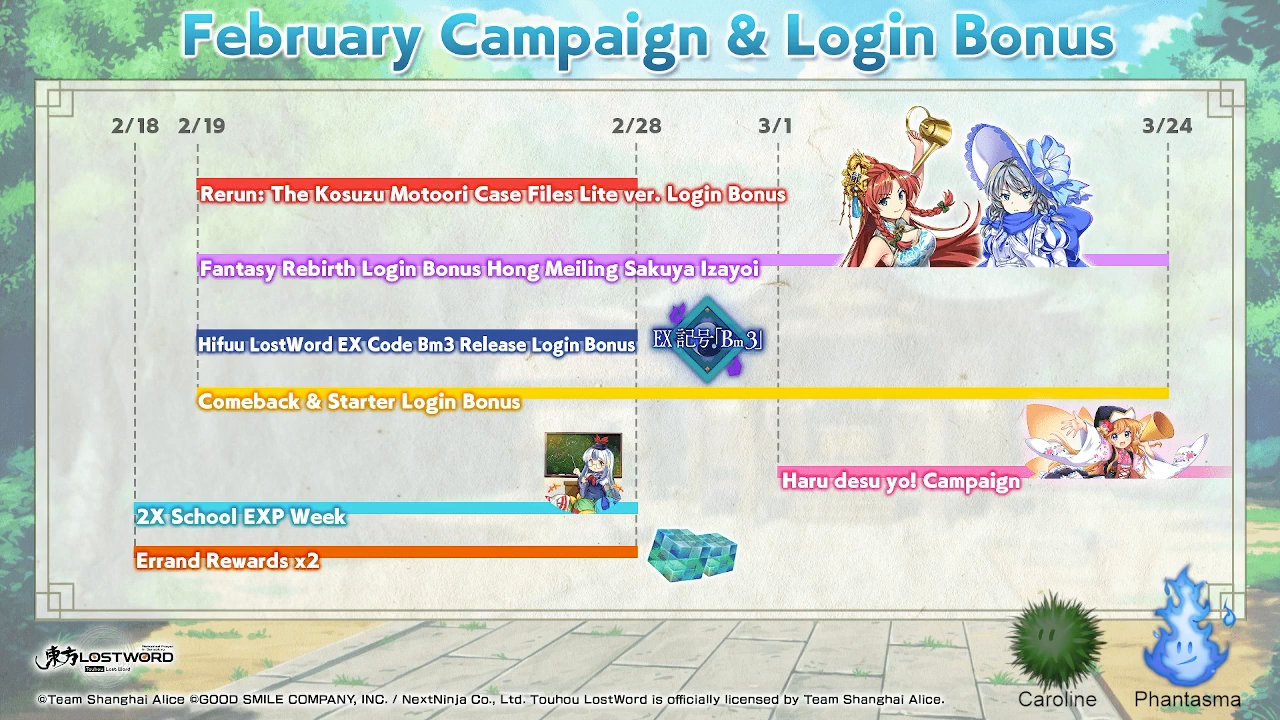 February Campaign & Login Bonus
2/18 2/19 2/28 3/1 3/24
Rerun: The Kosuzu Motoori Case Files Lite ver. Login Bonus
Fantasy Rebirth Login Bonus Hong Meiling Sakuya Izayoi
Hifuu LostWord EX Code Bm3 Release Login Bonus
EX 記号「Bm3」
Comeback & Starter Login Bonus
Haru desu yo! Campaign
2X School EXP Week
Errand Rewards x2
東方LOSTWORD
Touhou Lost Word
Caroline Phantasma
©Team Shanghai Alice ©GOOD SMILE COMPANY, INC. / NextNinja Co., Ltd. Touhou LostWord is officially licensed by Team Shanghai Alice.